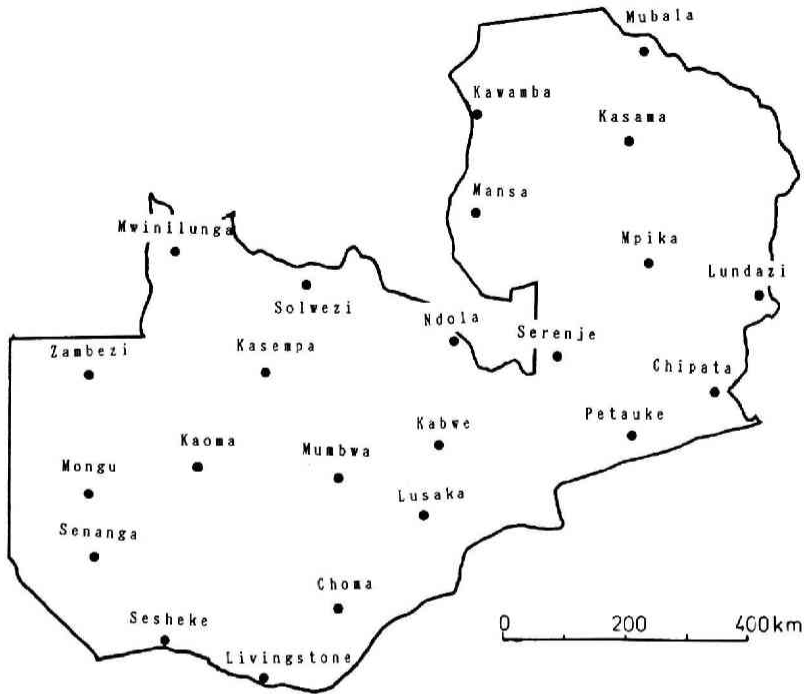 Mubala
Kawamba
Kasama
Mansa
Mwinilunga
Mpika
Lundazi
Solwezi
Ndola
Serenje
Zambezi
Kasempa
Chipata
Petauke
Kabwe
Kaoma
Mumbwa
Mongu
Lusaka
Senanga
Choma
Sesheke
0 200 400km
Livingstone